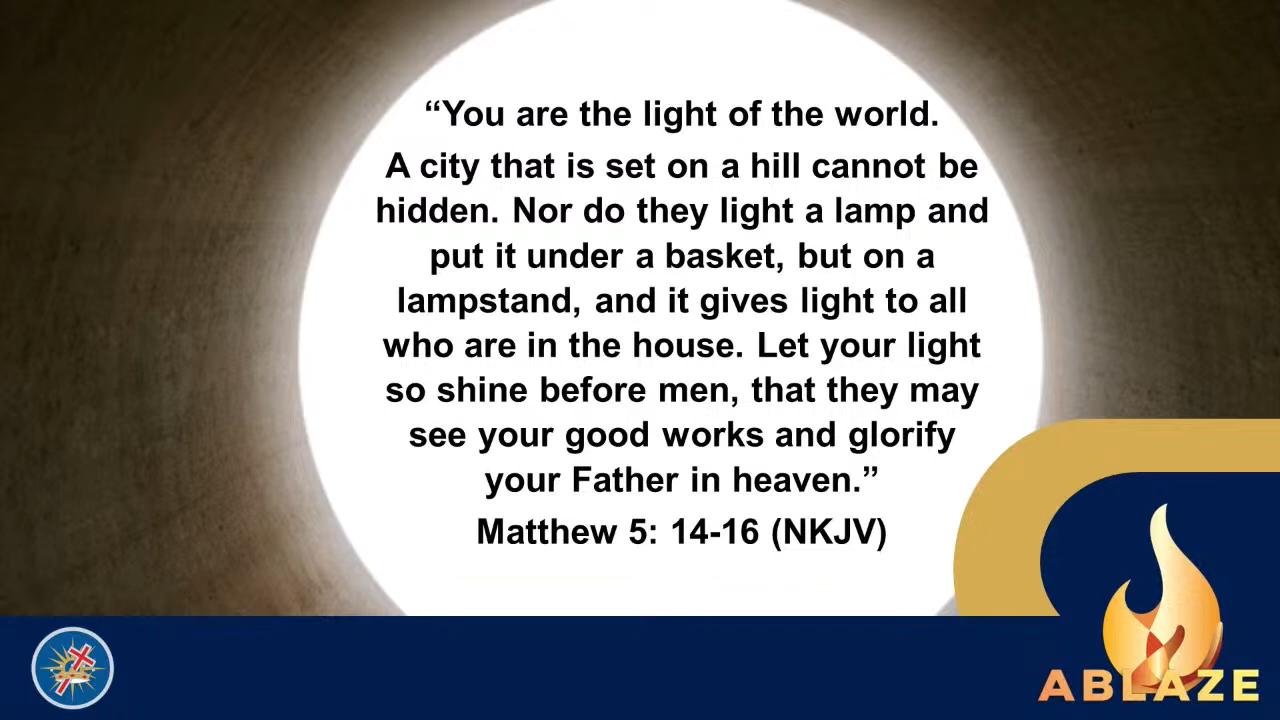 “You are the light of the world.
A city that is set on a hill cannot be
hidden. Nor do they light a lamp and
put it under a basket, but on a
lampstand, and it gives light to all
who are in the house. Let your light
so shine before men, that they may
see your good works and glorify
your Father in heaven.”
Matthew 5: 14-16 (NKJV)
ABLAZE